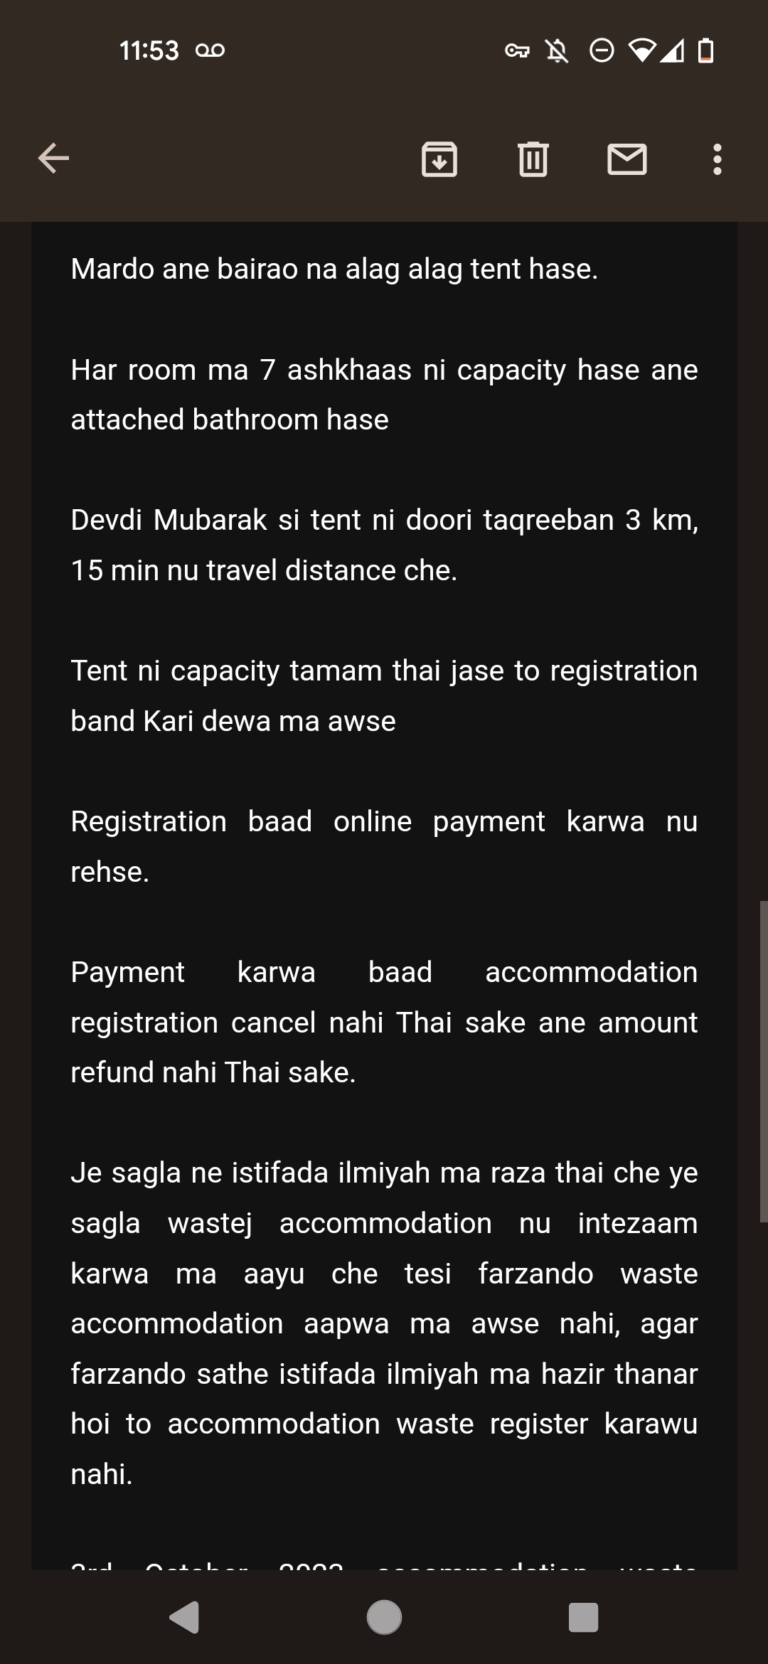 11:53
Mardo ane bairao na alag alag tent hase.
Har room ma 7 ashkhaas ni capacity hase ane
attached bathroom hase
Devdi Mubarak si tent ni doori taqreeban 3 km,
15 min nu travel distance che.
Tent ni capacity tamam thai jase to registration
band Kari dewa ma awse
Registration baad online payment karwa nu
rehse.
Payment karwa baad accommodation
registration cancel nahi Thai sake ane amount
refund nahi Thai sake.
Je sagla ne istifada ilmiyah ma raza thai che ye
sagla wastej accommodation nu intezaam
karwa ma aayu che tesi farzando waste
accommodation aapwa ma awse nahi, agar
farzando sathe istifada ilmiyah ma hazir thanar
hoi to accommodation waste register karawu
nahi.
3rd October 2023 accommodation waste